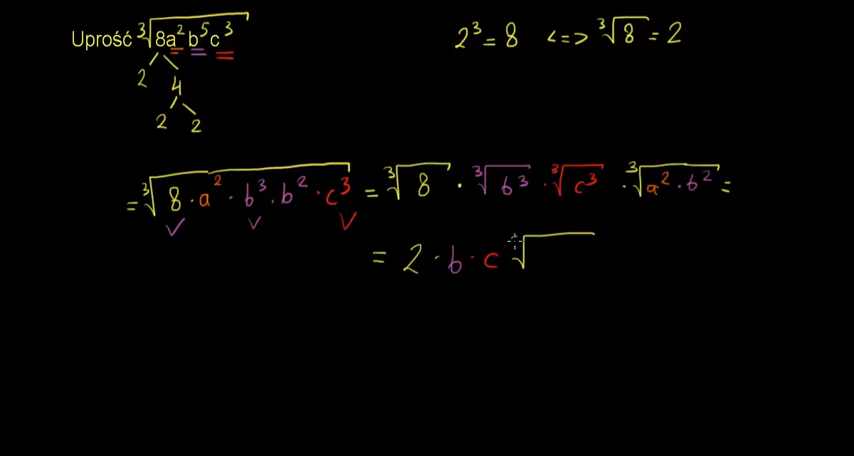 Uprość ∛8a²b⁵c³ 2³ = 8 <=> ∛8 = 2
2 4
2 2
= ∛8·a²·b³·b²·c³ = ∛8 · ∛b³ · ∛c³ · ∛a²·b² =
= 2 · b · c √